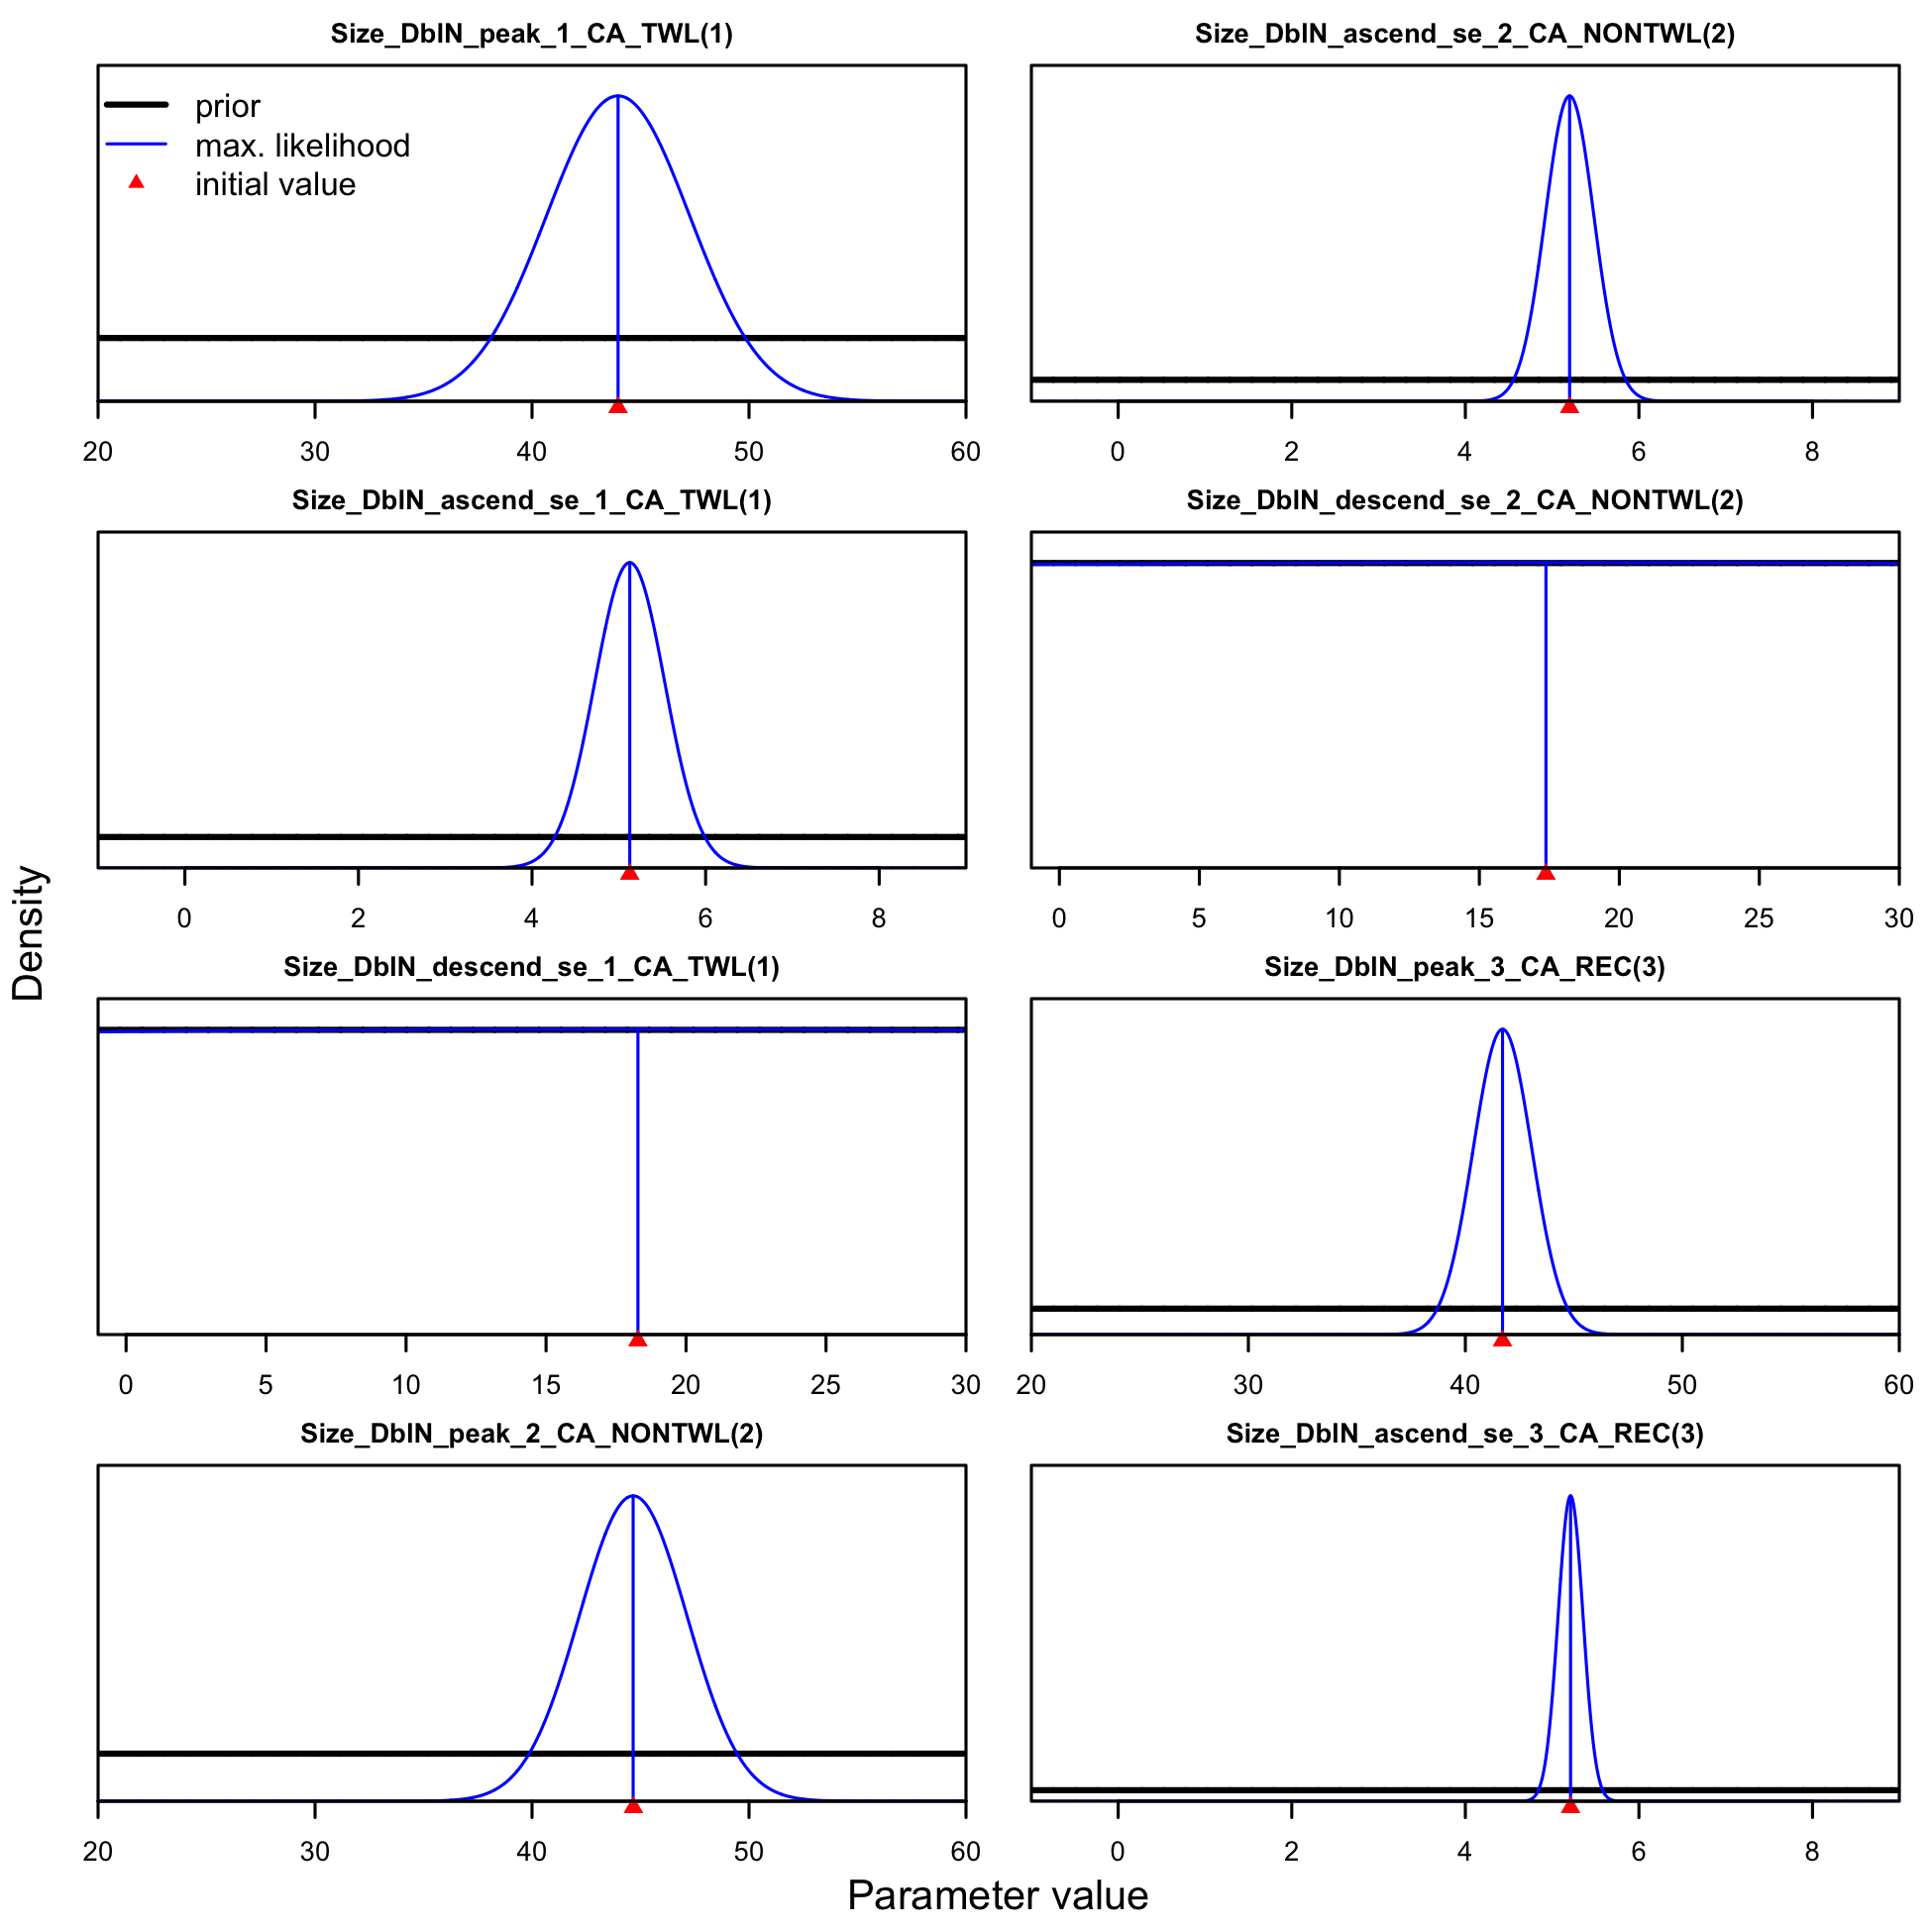 Size_DblN_peak_1_CA_TWL(1)
prior
max. likelihood
initial value
20 30 40 50 60
Size_DblN_ascend_se_2_CA_NONTWL(2)
0 2 4 6 8
Size_DblN_ascend_se_1_CA_TWL(1)
0 2 4 6 8
Size_DblN_descend_se_2_CA_NONTWL(2)
0 5 10 15 20 25 30
Size_DblN_descend_se_1_CA_TWL(1)
0 5 10 15 20 25 30
Size_DblN_peak_3_CA_REC(3)
20 30 40 50 60
Size_DblN_peak_2_CA_NONTWL(2)
20 30 40 50 60
Size_DblN_ascend_se_3_CA_REC(3)
0 2 4 6 8
Density
Parameter value